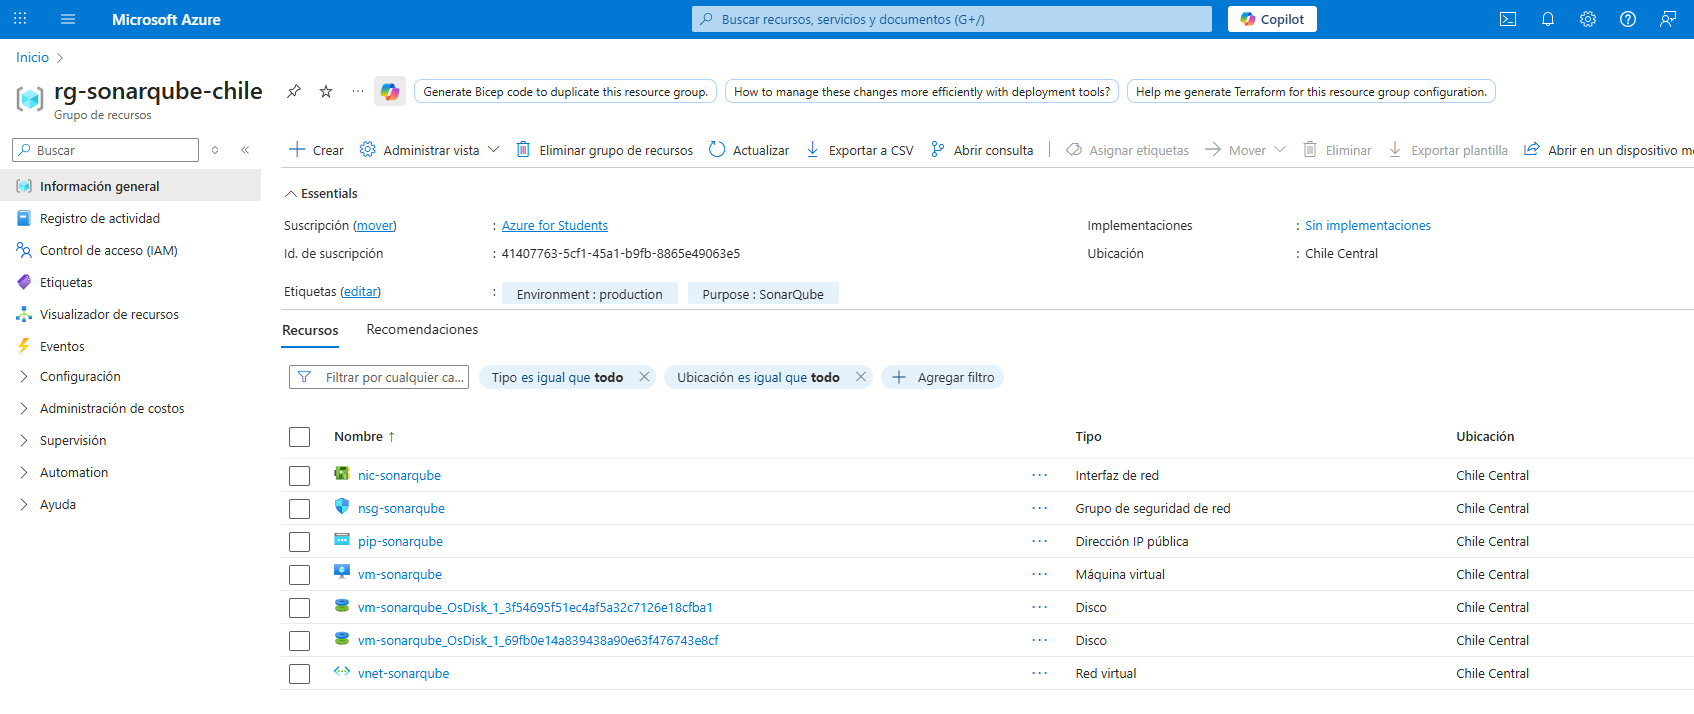 Microsoft Azure
Buscar recursos, servicios y documentos (G+/)
Copilot
Inicio
rg-sonarqube-chile
Grupo de recursos
Generate Bicep code to duplicate this resource group.
How to manage these changes more efficiently with deployment tools?
Help me generate Terraform for this resource group configuration.
Buscar
Crear
Administrar vista
Eliminar grupo de recursos
Actualizar
Exportar a CSV
Abrir consulta
Asignar etiquetas
Mover
Eliminar
Exportar plantilla
Abrir en un dispositivo mó
Información general
Registro de actividad
Control de acceso (IAM)
Etiquetas
Visualizador de recursos
Eventos
Configuración
Administración de costos
Supervisión
Automation
Ayuda
Essentials
Suscripción (mover) : Azure for Students
Id. de suscripción : 41407763-5cf1-45a1-b9fb-8865e49063e5
Etiquetas (editar) : Environment : production Purpose : SonarQube
Implementaciones : Sin implementaciones
Ubicación : Chile Central
Recursos
Recomendaciones
Filtrar por cualquier ca...
Tipo es igual que todo
Ubicación es igual que todo
Agregar filtro
Nombre ↑ Tipo Ubicación
nic-sonarqube ··· Interfaz de red Chile Central
nsg-sonarqube ··· Grupo de seguridad de red Chile Central
pip-sonarqube ··· Dirección IP pública Chile Central
vm-sonarqube ··· Máquina virtual Chile Central
vm-sonarqube_OsDisk_1_3f54695f51ec4af5a32c7126e18cfba1 ··· Disco Chile Central
vm-sonarqube_OsDisk_1_69fb0e14a839438a90e63f476743e8cf ··· Disco Chile Central
vnet-sonarqube ··· Red virtual Chile Central